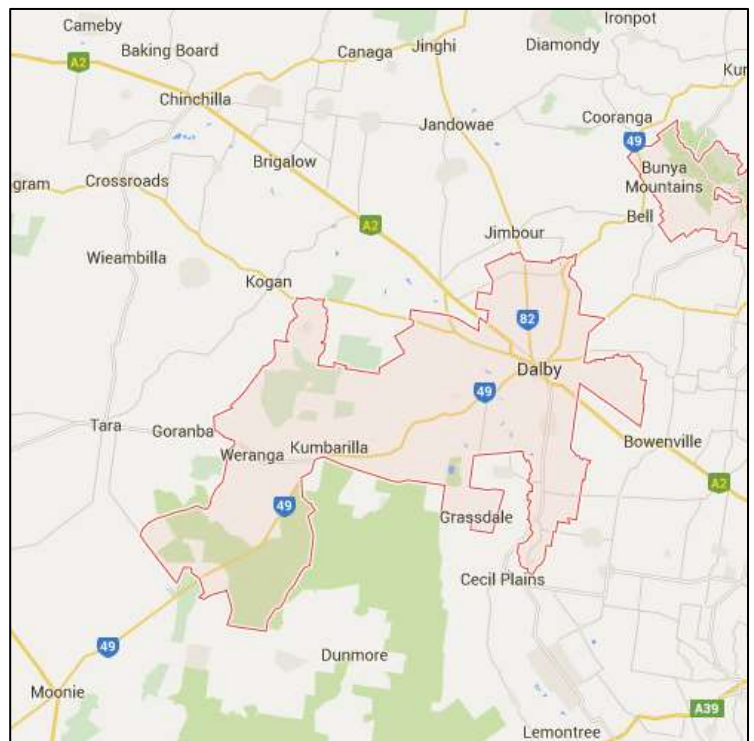 Cameby
Ironpot
Baking Board
Canaga
Jinghi
Diamondy
A2
Kur
Chinchilla
Cooranga
Jandowae
49
Brigalow
Bunya
Mountains
gram
Crossroads
Bell
A2
Jimbour
Wieambilla
Kogan
82
Dalby
49
Tara
Goranba
Bowenville
Kumbarilla
Weranga
A2
49
Grassdale
Cecil Plains
49
Dunmore
Moonie
A39
Lemontree